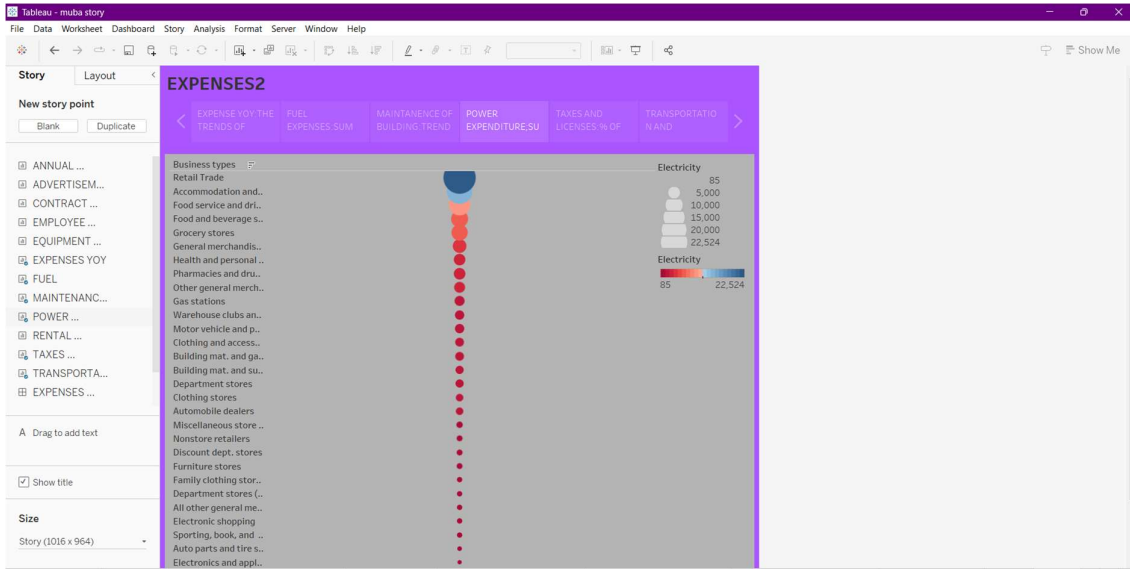 Tableau - muba story
File Data Worksheet Dashboard Story Analysis Format Server Window Help
Show Me
Story Layout
New story point
Blank Duplicate
ANNUAL ...
ADVERTISEM...
CONTRACT ...
EMPLOYEE ...
EQUIPMENT ...
EXPENSES YOY
FUEL
MAINTENANC...
POWER ...
RENTAL ...
TAXES ...
TRANSPORTA...
EXPENSES ...
A Drag to add text
Show title
Size
Story (1016 x 964)
EXPENSES2
EXPENSE YOY: THE
TRENDS OF
FUEL
EXPENSES:SUM
MAINTANENCE OF
BUILDING: TREND
POWER
EXPENDITURE;SU
TAXES AND
LICENSES:% OF
TRANSPORTATIO
N AND
Business types
Retail Trade
Accommodation and..
Food service and dri..
Food and beverage s..
Grocery stores
General merchandis..
Health and personal ..
Pharmacies and dru..
Other general merch..
Gas stations
Warehouse clubs an..
Motor vehicle and p..
Clothing and access..
Building mat. and ga..
Building mat. and su..
Department stores
Clothing stores
Automobile dealers
Miscellaneous store ..
Nonstore retailers
Discount dept. stores
Furniture stores
Family clothing stor..
Department stores (..
All other general me..
Electronic shopping
Sporting, book, and ..
Auto parts and tire s..
Electronics and appl..
Electricity
85
5,000
10,000
15,000
20,000
22,524
Electricity
85 22,524